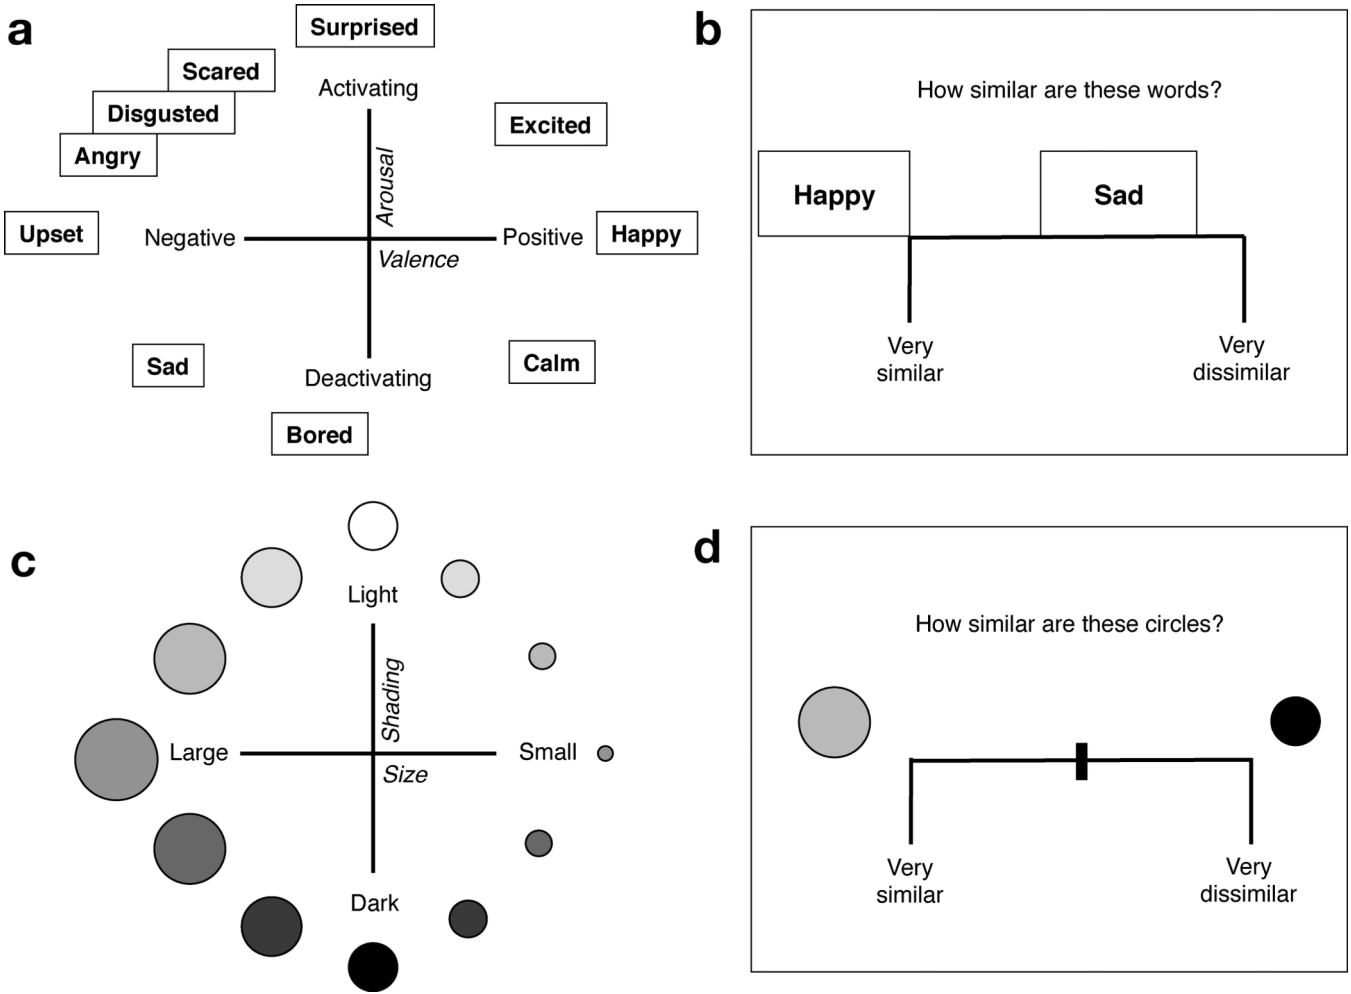 a
Surprised
Scared
Activating
Disgusted
Excited
Angry
Arousal
Upset
Negative
Positive
Happy
Valence
Sad
Calm
Deactivating
Bored
b
How similar are these words?
Happy
Sad
Very
similar
Very
dissimilar
c
Light
Shading
Large
Small
Size
Dark
d
How similar are these circles?
Very
similar
Very
dissimilar